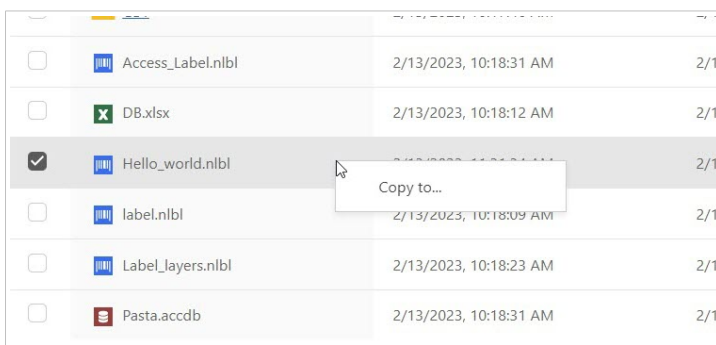 Access_Label.nlbl 2/13/2023, 10:18:31 AM
DB.xlsx 2/13/2023, 10:18:12 AM
Hello_world.nlbl
Copy to...
label.nlbl 2/13/2023, 10:18:09 AM
Label_layers.nlbl 2/13/2023, 10:18:23 AM
Pasta.accdb 2/13/2023, 10:18:31 AM